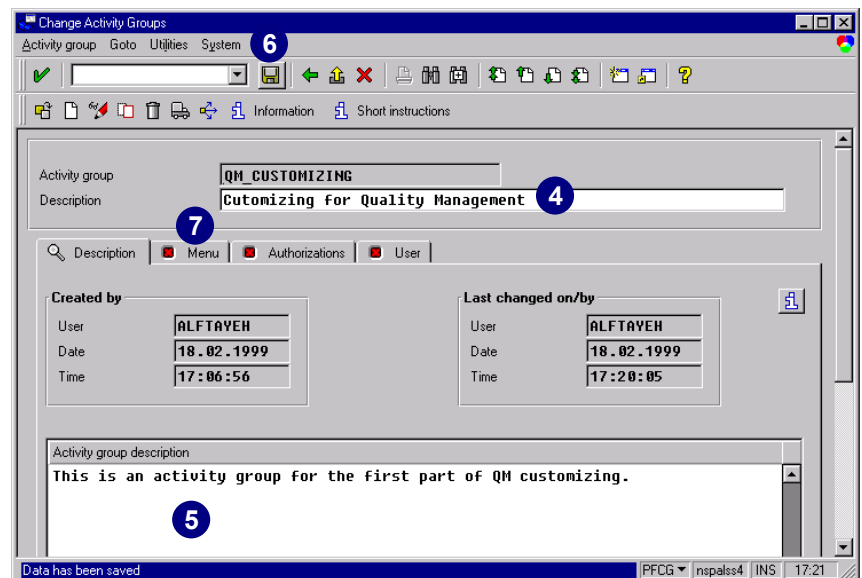 Change Activity Groups
Activity group Goto Utilities System 6
Information Short instructions
Activity group QM_CUSTOMIZING
Description Cutomizing for Quality Management 4
7
Description Menu Authorizations User
Created by Last changed on/by
User ALFTAYEH User ALFTAYEH
Date 18.02.1999 Date 18.02.1999
Time 17:06:56 Time 17:20:05
Activity group description
This is an activity group for the first part of QM customizing.
5
Data has been saved PFCG nspalss4 INS 17:21